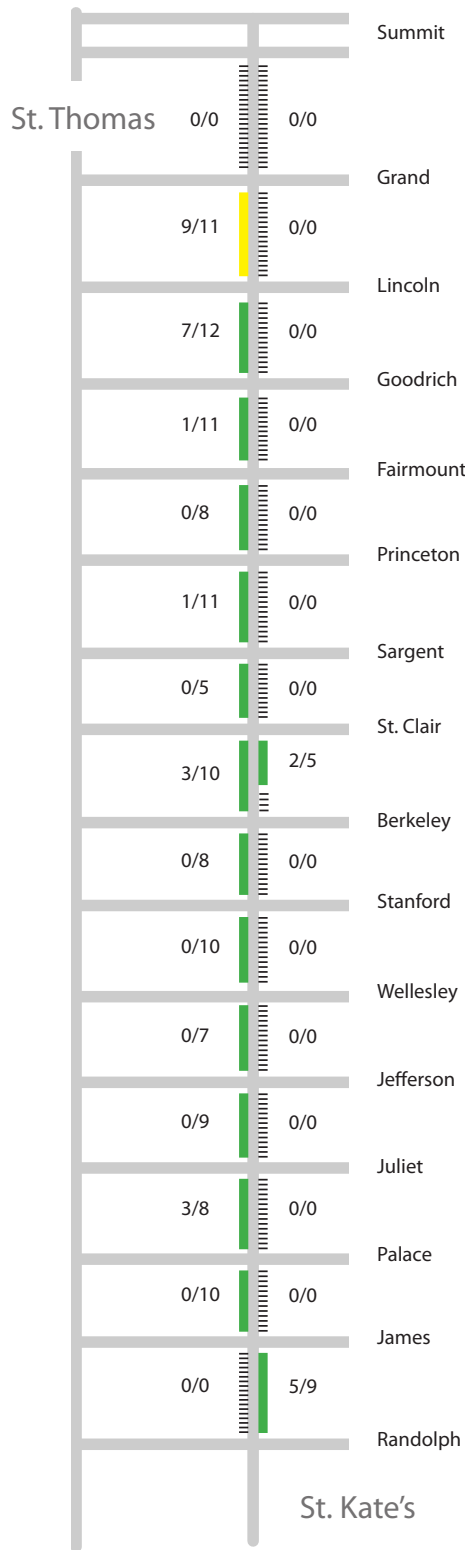 Summit
St. Thomas 0/0 0/0
Grand
9/11 0/0
Lincoln
7/12 0/0
Goodrich
1/11 0/0
Fairmount
0/8 0/0
Princeton
1/11 0/0
Sargent
0/5 0/0
St. Clair
3/10 2/5
Berkeley
0/8 0/0
Stanford
0/10 0/0
Wellesley
0/7 0/0
Jefferson
0/9 0/0
Juliet
3/8 0/0
Palace
0/10 0/0
James
0/0 5/9
Randolph
St. Kate's